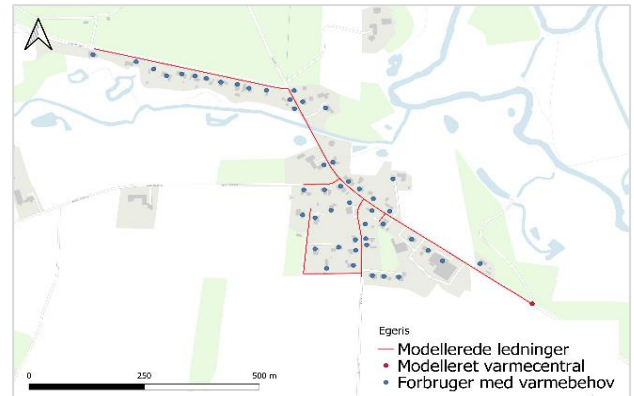 Egeris
Modellerede ledninger
Modelleret varmecentral
Forbruger med varmebehov
0 250 500 m